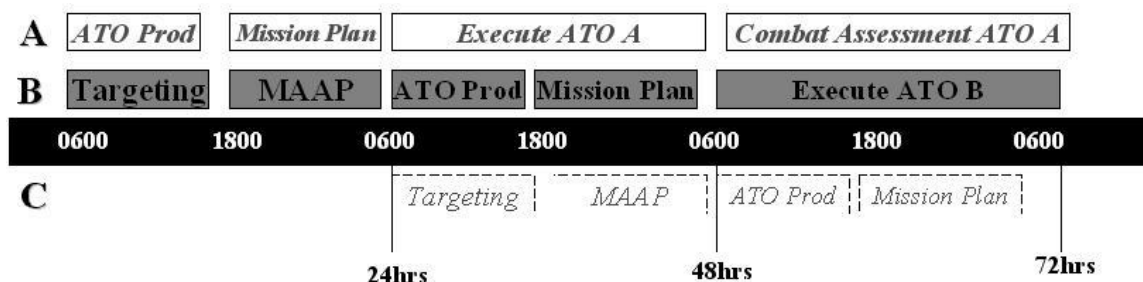 A ATO Prod Mission Plan Execute ATO A Combat Assessment ATO A
B Targeting MAAP ATO Prod Mission Plan Execute ATO B
0600 1800 0600 1800 0600 1800 0600
C Targeting MAAP ATO Prod Mission Plan
24hrs 48hrs 72hrs